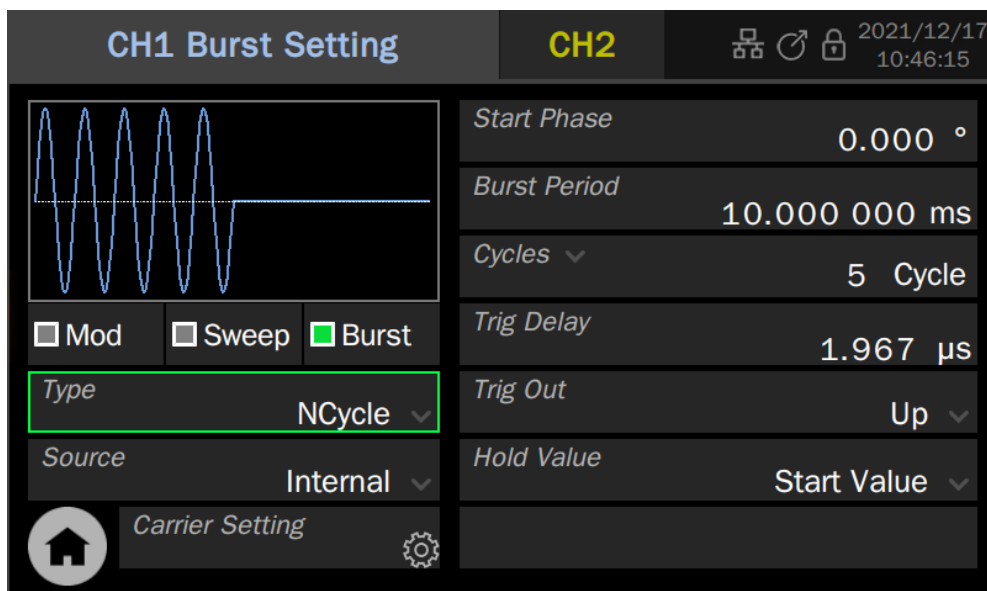 CH1 Burst Setting
CH2
2021/12/17
10:46:15
Start Phase
0.000 °
Burst Period
10.000 000 ms
Cycles
5 Cycle
Mod
Sweep
Burst
Trig Delay
1.967 μs
Type
NCycle
Trig Out
Up
Source
Internal
Hold Value
Start Value
Carrier Setting